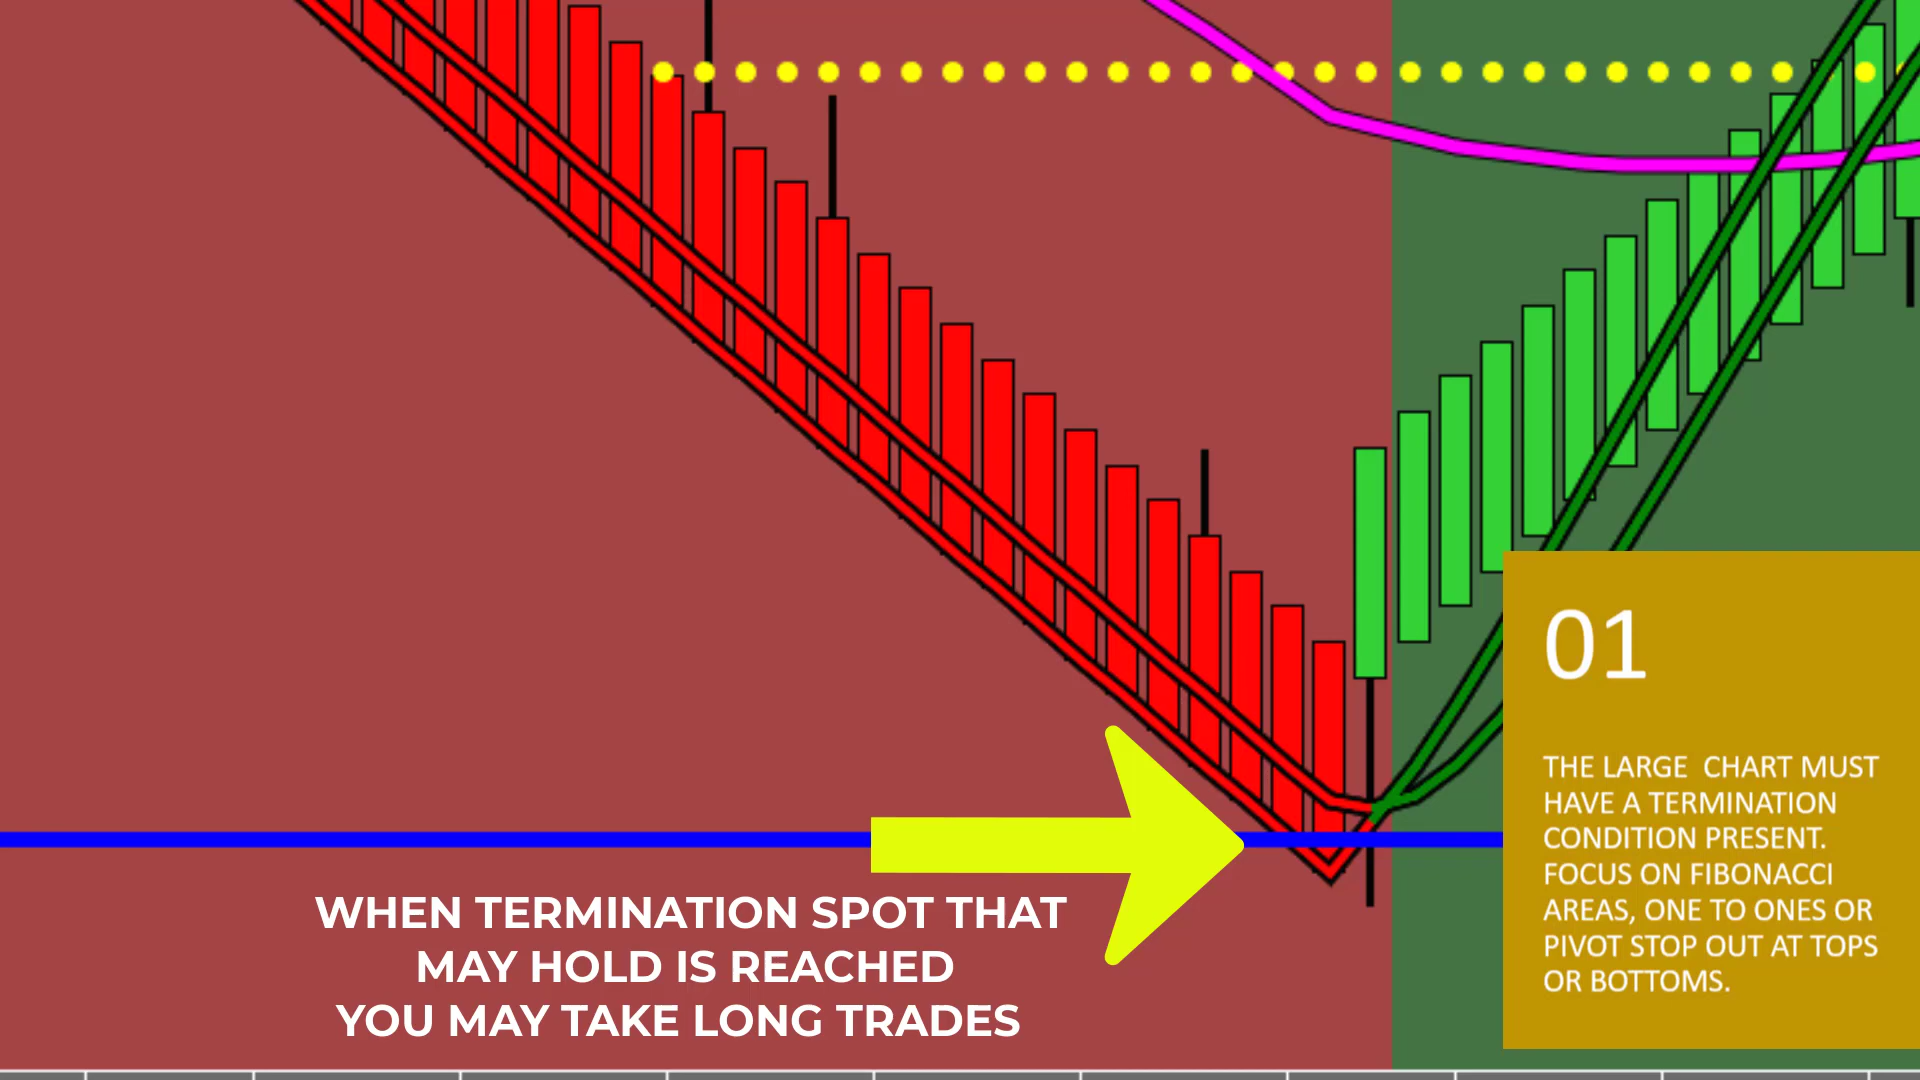 WHEN TERMINATION SPOT THAT
MAY HOLD IS REACHED
YOU MAY TAKE LONG TRADES
01
THE LARGE  CHART MUST
HAVE A TERMINATION
CONDITION PRESENT.
FOCUS ON FIBONACCI
AREAS, ONE TO ONES OR
PIVOT STOP OUT AT TOPS
OR BOTTOMS.